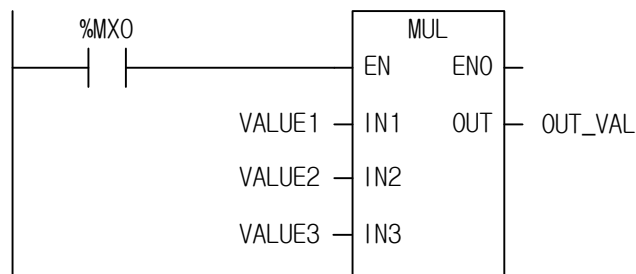 %MX0
MUL
EN ENO
VALUE1 IN1 OUT OUT_VAL
VALUE2 IN2
VALUE3 IN3